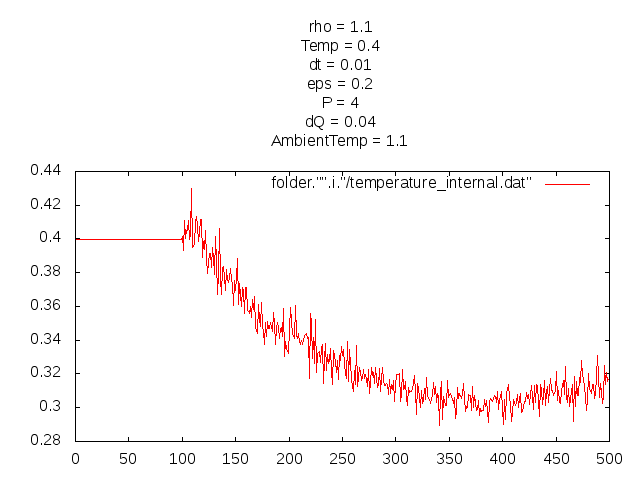 rho = 1.1
Temp = 0.4
dt = 0.01
eps = 0.2
P = 4
dQ = 0.04
AmbientTemp = 1.1
folder."".i."/temperature_internal.dat"
0.44
0.42
0.4
0.38
0.36
0.34
0.32
0.3
0.28
0 50 100 150 200 250 300 350 400 450 500